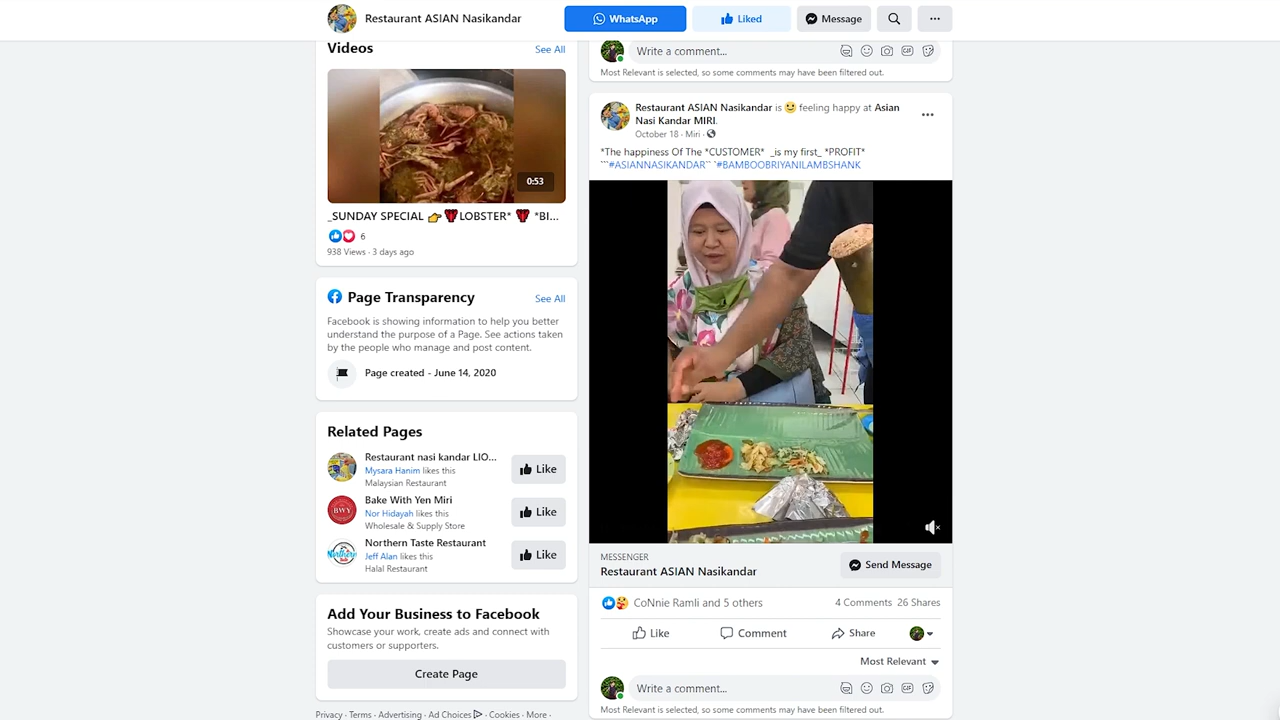 Restaurant ASIAN Nasikandar
WhatsApp
Liked
Message
Videos
See All
0:53
_SUNDAY SPECIAL 👉🦞LOBSTER* 🦞 *BI...
6
938 Views · 3 days ago
Page Transparency
See All
Facebook is showing information to help you better
understand the purpose of a Page. See actions taken
by the people who manage and post content.
Page created - June 14, 2020
Related Pages
Restaurant nasi kandar LIO...
Mysara Hanim likes this
Malaysian Restaurant
Like
BWY
Bake With Yen Miri
Nor Hidayah likes this
Wholesale & Supply Store
Like
Northern Taste Restaurant
Jeff Alan likes this
Halal Restaurant
Like
Add Your Business to Facebook
Showcase your work, create ads and connect with
customers or supporters.
Create Page
Privacy · Terms · Advertising · Ad Choices · Cookies · More ·
Write a comment...
GIF
Most Relevant is selected, so some comments may have been filtered out.
Restaurant ASIAN Nasikandar is 😀 feeling happy at Asian
Nasi Kandar MIRI.
October 18 · Miri ·
*The happiness Of The *CUSTOMER* _is my first_ *PROFIT*
```#ASIANNASIKANDAR`` `#BAMBOOBRIYANILAMBSHANK
MESSENGER
Restaurant ASIAN Nasikandar
Send Message
CoNnie Ramli and 5 others
4 Comments 26 Shares
Like
Comment
Share
Most Relevant
Write a comment...
GIF
Most Relevant is selected, so some comments may have been filtered out.